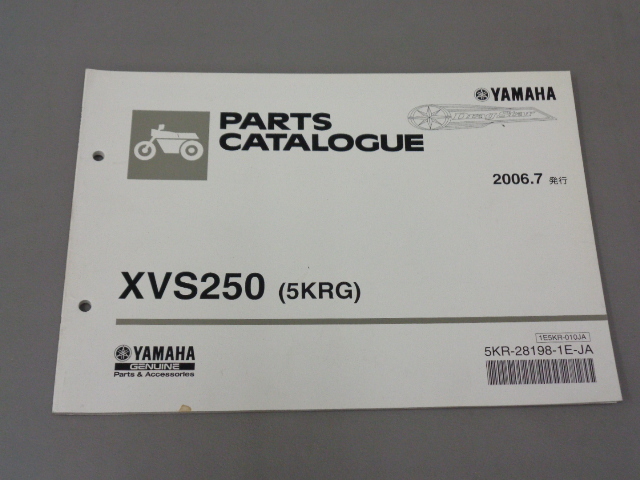 YAMAHA
PARTS
CATALOGUE
DragStar
2006.7 発行
XVS250 (5KRG)
1E5KR-010JA
5KR-28198-1E-JA
YAMAHA
GENUINE
Parts & Accessories